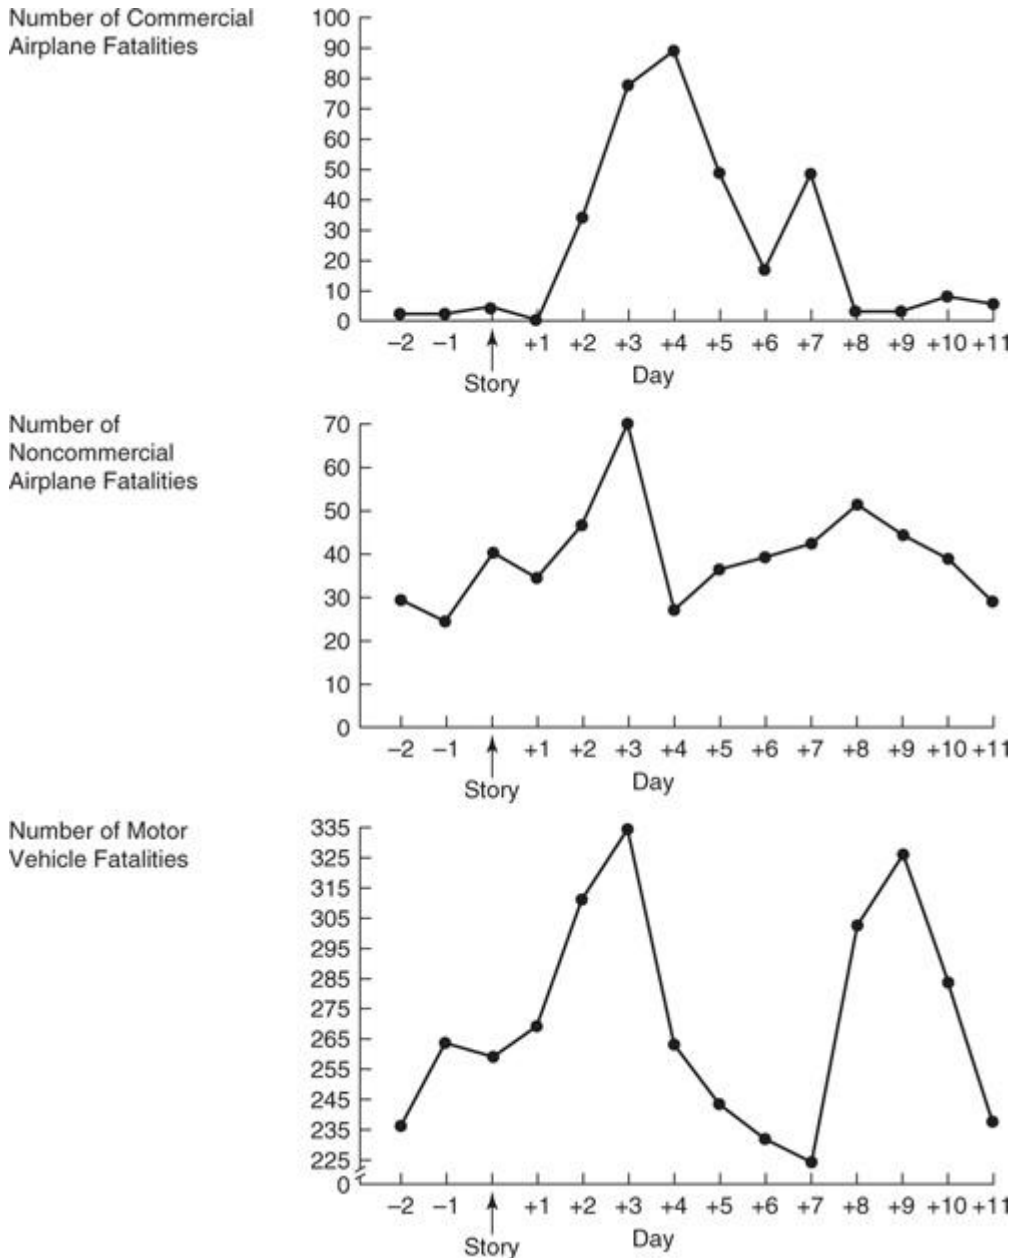 Number of Commercial
Airplane Fatalities
100
90
80
70
60
50
40
30
20
10
0
–2 –1 +1 +2 +3 +4 +5 +6 +7 +8 +9 +10 +11
Story
Day
Number of
Noncommercial
Airplane Fatalities
70
60
50
40
30
20
10
0
–2 –1 +1 +2 +3 +4 +5 +6 +7 +8 +9 +10 +11
Story
Day
Number of Motor
Vehicle Fatalities
335
325
315
305
295
285
275
265
255
245
235
225
0
–2 –1 +1 +2 +3 +4 +5 +6 +7 +8 +9 +10 +11
Story
Day